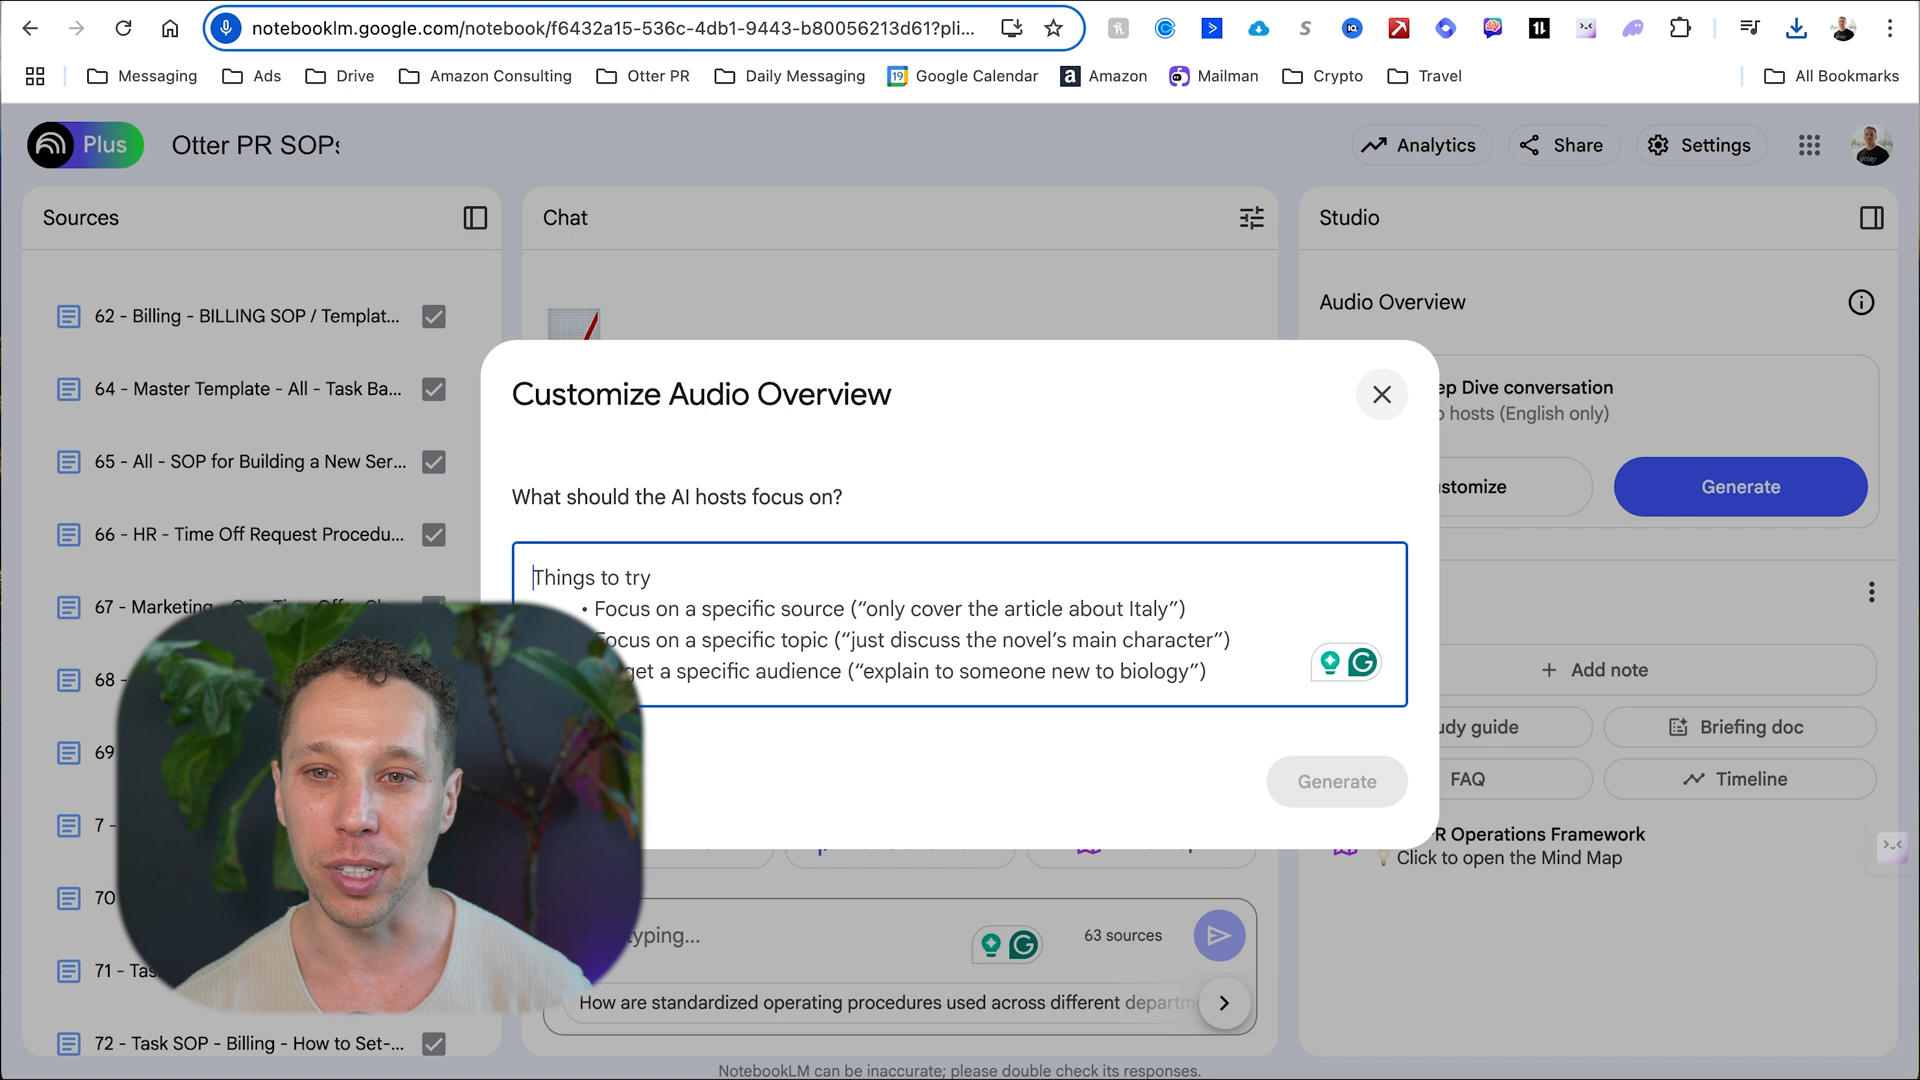 notebooklm.google.com/notebook/f6432a15-536c-4db1-9443-b80056213d61?pli...
Messaging
Ads
Drive
Amazon Consulting
Otter PR
Daily Messaging
19
Google Calendar
a Amazon
Mailman
Crypto
Travel
All Bookmarks
Plus
Otter PR SOPs
Analytics
Share
Settings
Sources
Chat
Studio
Audio Overview
62 - Billing - BILLING SOP / Templat...
64 - Master Template - All - Task Ba...
65 - All - SOP for Building a New Ser...
66 - HR - Time Off Request Procedu...
67 - Marketing
68 -
69
7 -
70
71 - Tas
72 - Task SOP - Billing - How to Set-...
Customize Audio Overview
What should the AI hosts focus on?
Things to try
• Focus on a specific source (“only cover the article about Italy”)
Focus on a specific topic (“just discuss the novel’s main character”)
get a specific audience (“explain to someone new to biology”)
Generate
ep Dive conversation
hosts (English only)
stomize
Generate
+ Add note
udy guide
Briefing doc
FAQ
Timeline
R Operations Framework
Click to open the Mind Map
typing...
63 sources
How are standardized operating procedures used across different departm
NotebookLM can be inaccurate; please double check its responses.